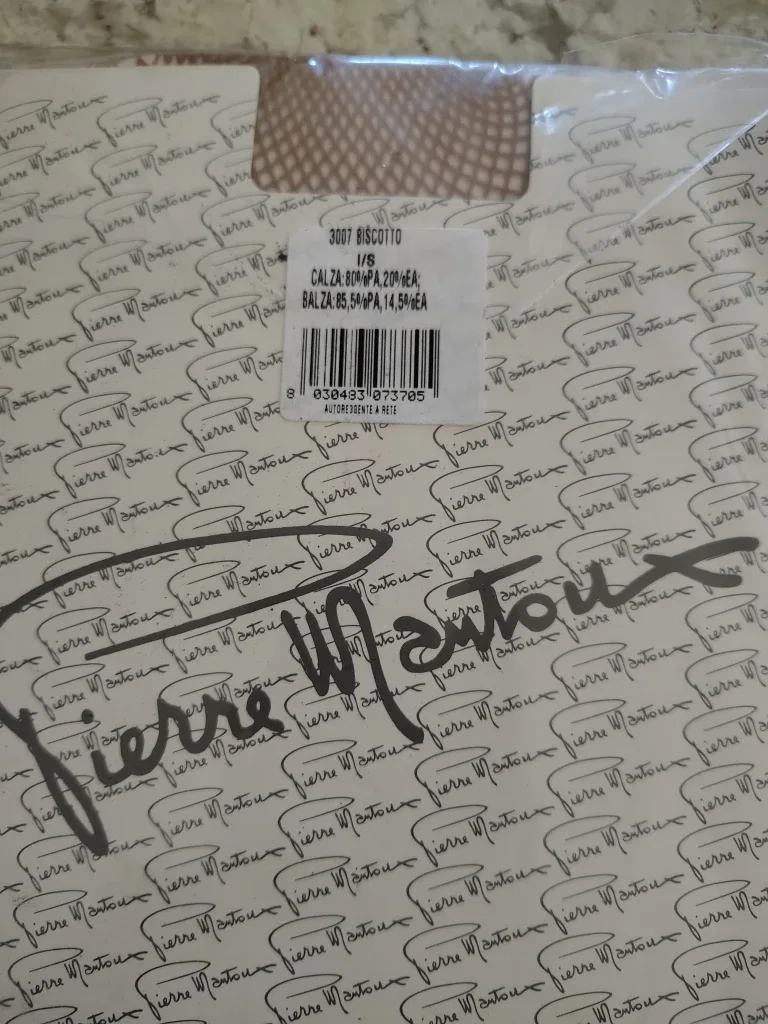 3007 BISCOTTO
I/S
CALZA:80%PA,20%EA;
BALZA:85,5%PA,14,5%EA
8 030483 073705
AUTOREGGENTE A RETE
Pierre Mantoux